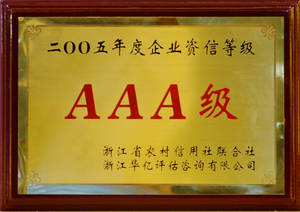 二OO五年度企业资信等级
AAA级
浙江省农村信用社联合社
浙江华亿评估咨询有限公司